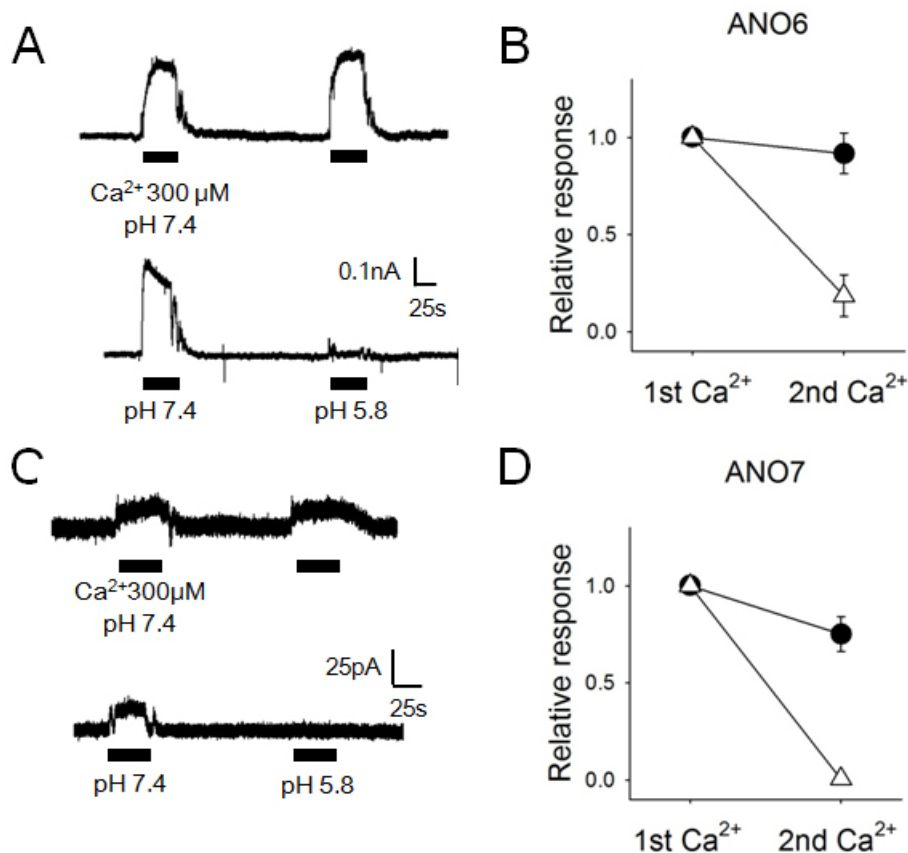 A
Ca²⁺ 300 µM
pH 7.4
0.1nA
25s
pH 7.4
pH 5.8
B
ANO6
Relative response
1.0
0.5
0.0
1st Ca²⁺
2nd Ca²⁺
C
Ca²⁺300µM
pH 7.4
25pA
25s
pH 7.4
pH 5.8
D
ANO7
Relative response
1.0
0.5
0.0
1st Ca²⁺
2nd Ca²⁺